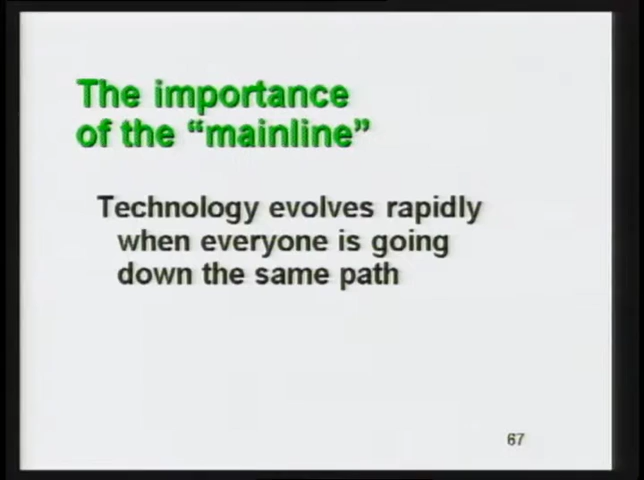 The importance
of the “mainline”
Technology evolves rapidly
when everyone is going
down the same path
67